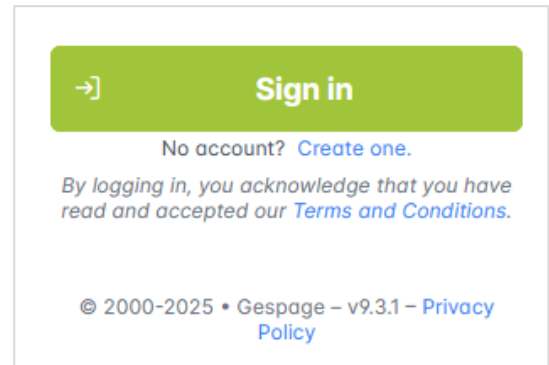 Sign in
No account? Create one.
By logging in, you acknowledge that you have
read and accepted our Terms and Conditions.
© 2000-2025 • Gespage – v9.3.1 – Privacy
Policy